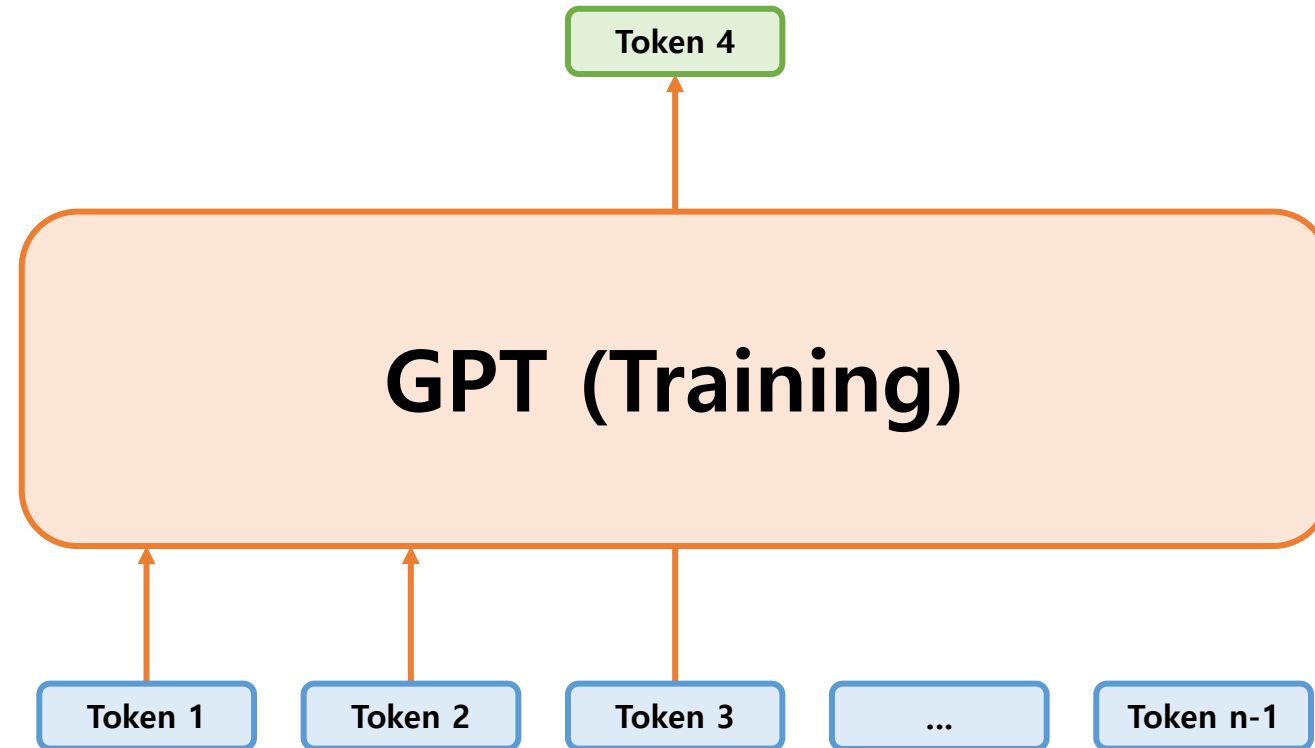 Token 4
GPT (Training)
Token 1
Token 2
Token 3
...
Token n-1